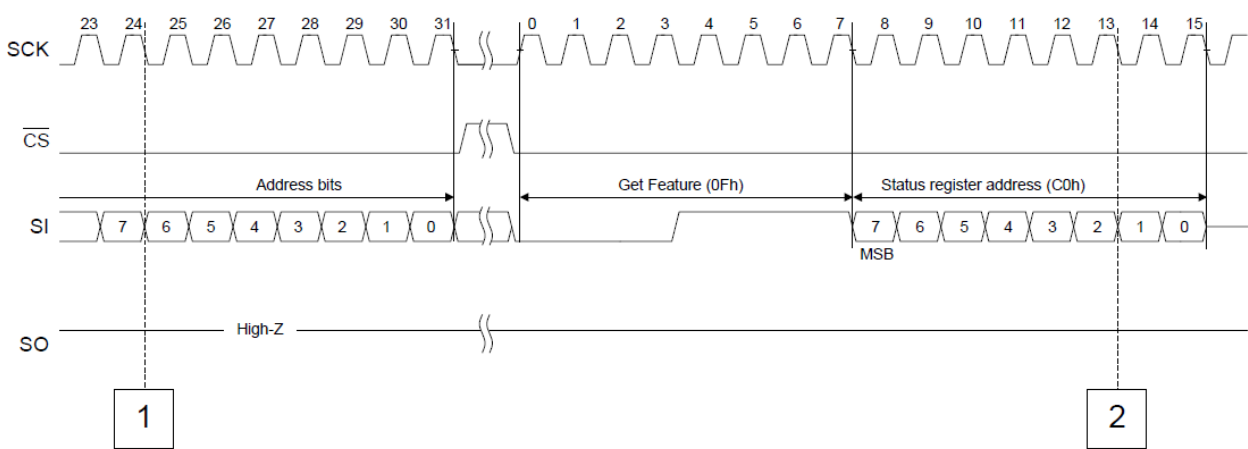 23 24 25 26 27 28 29 30 31 0 1 2 3 4 5 6 7 8 9 10 11 12 13 14 15
SCK
CS
Address bits Get Feature (0Fh) Status register address (C0h)
SI 7 6 5 4 3 2 1 0 7 6 5 4 3 2 1 0
MSB
High-Z
SO
1 2